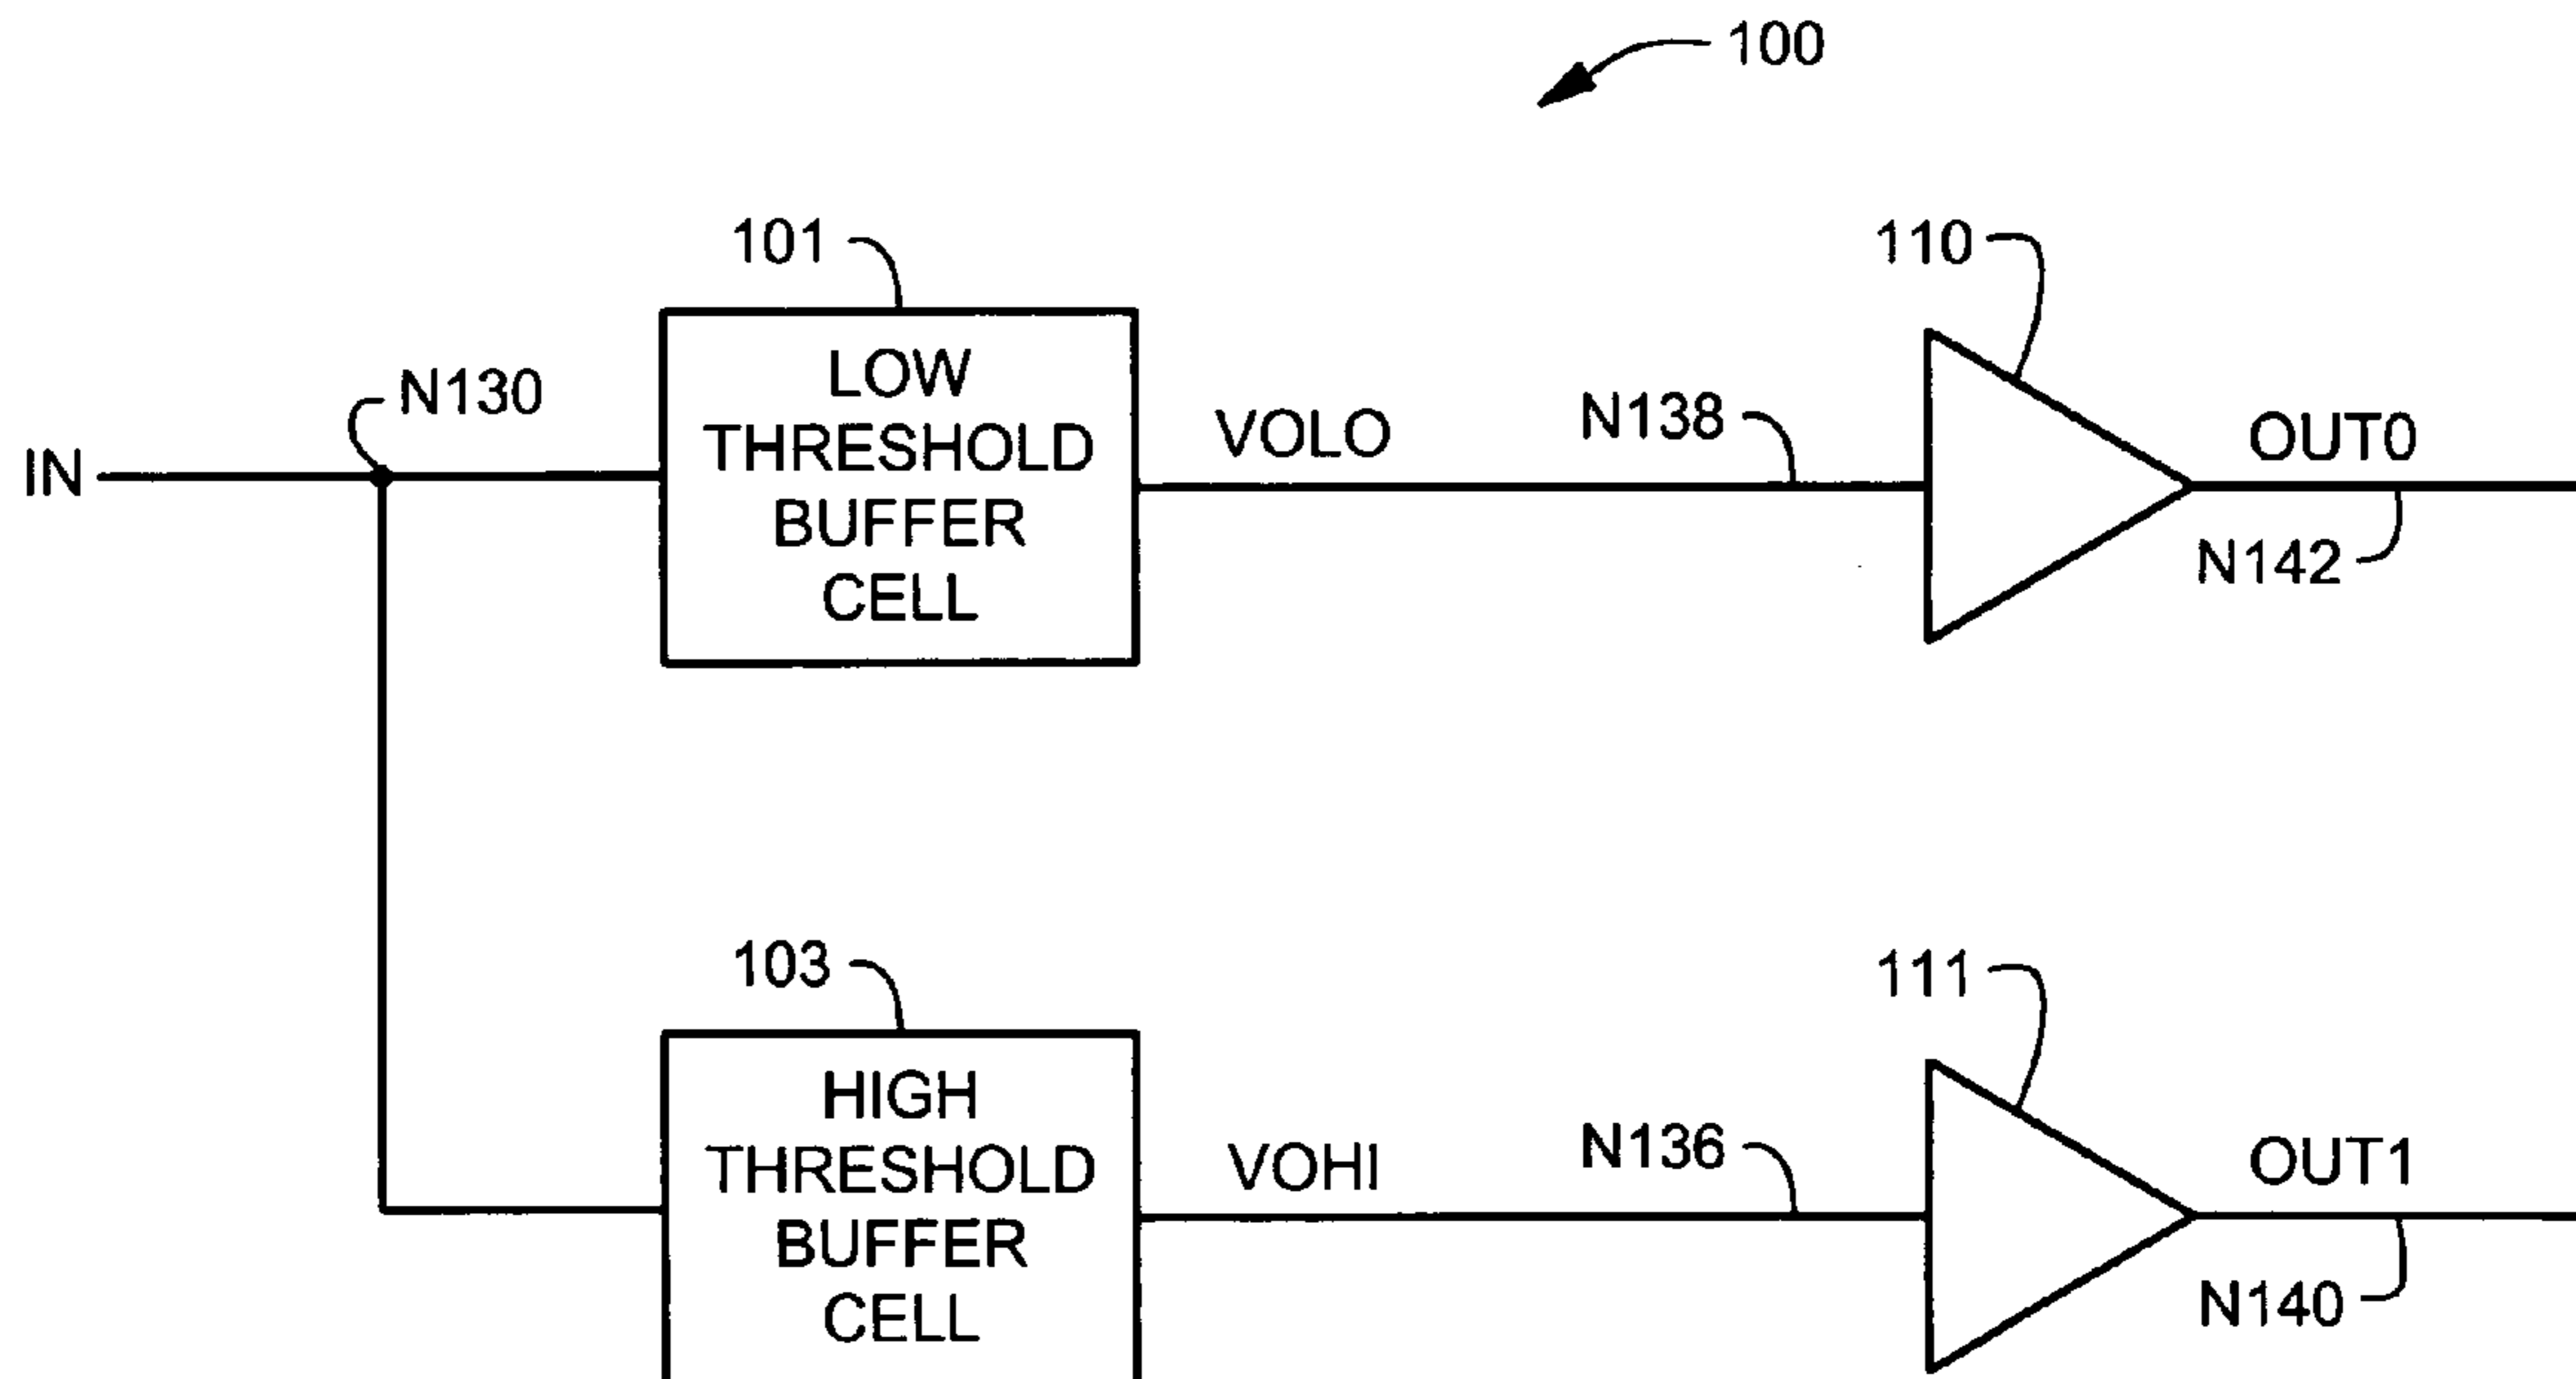 100
101
110
LOW
THRESHOLD
BUFFER
CELL
N130
IN
VOLO
N138
OUT0
N142
103
111
HIGH
THRESHOLD
BUFFER
CELL
VOHI
N136
OUT1
N140